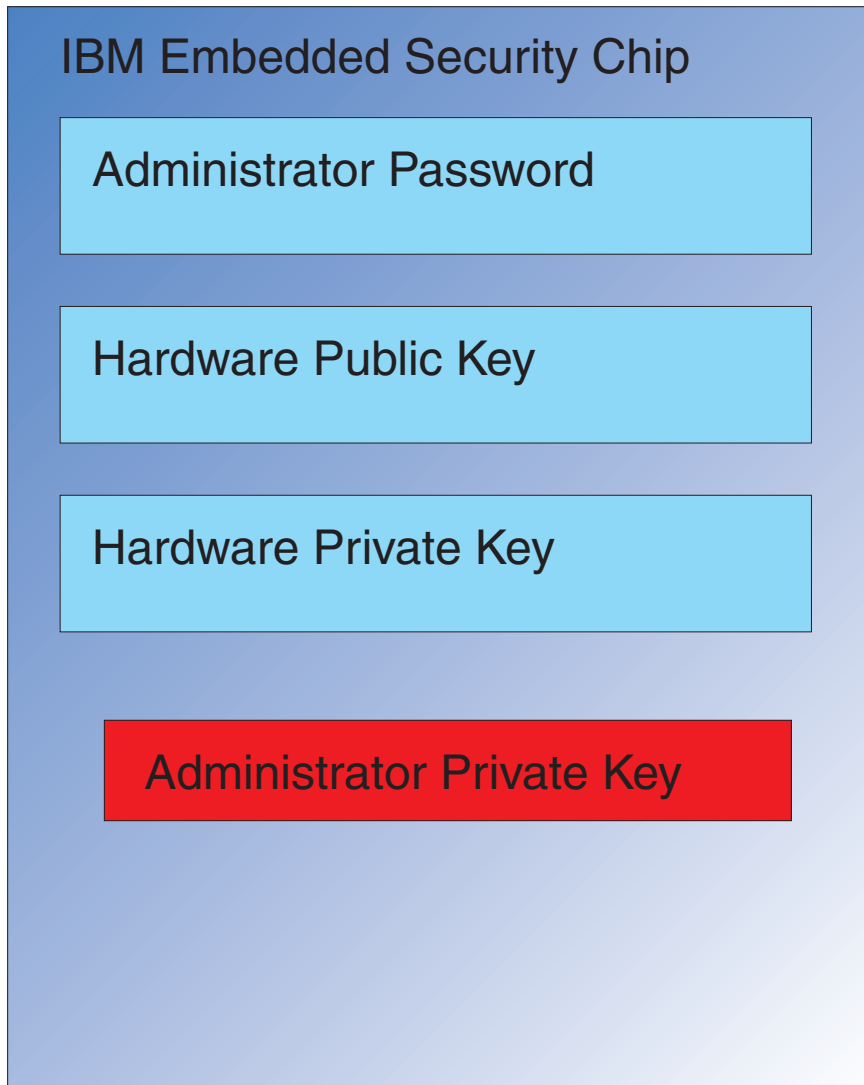 IBM Embedded Security Chip
Administrator Password
Hardware Public Key
Hardware Private Key
Administrator Private Key